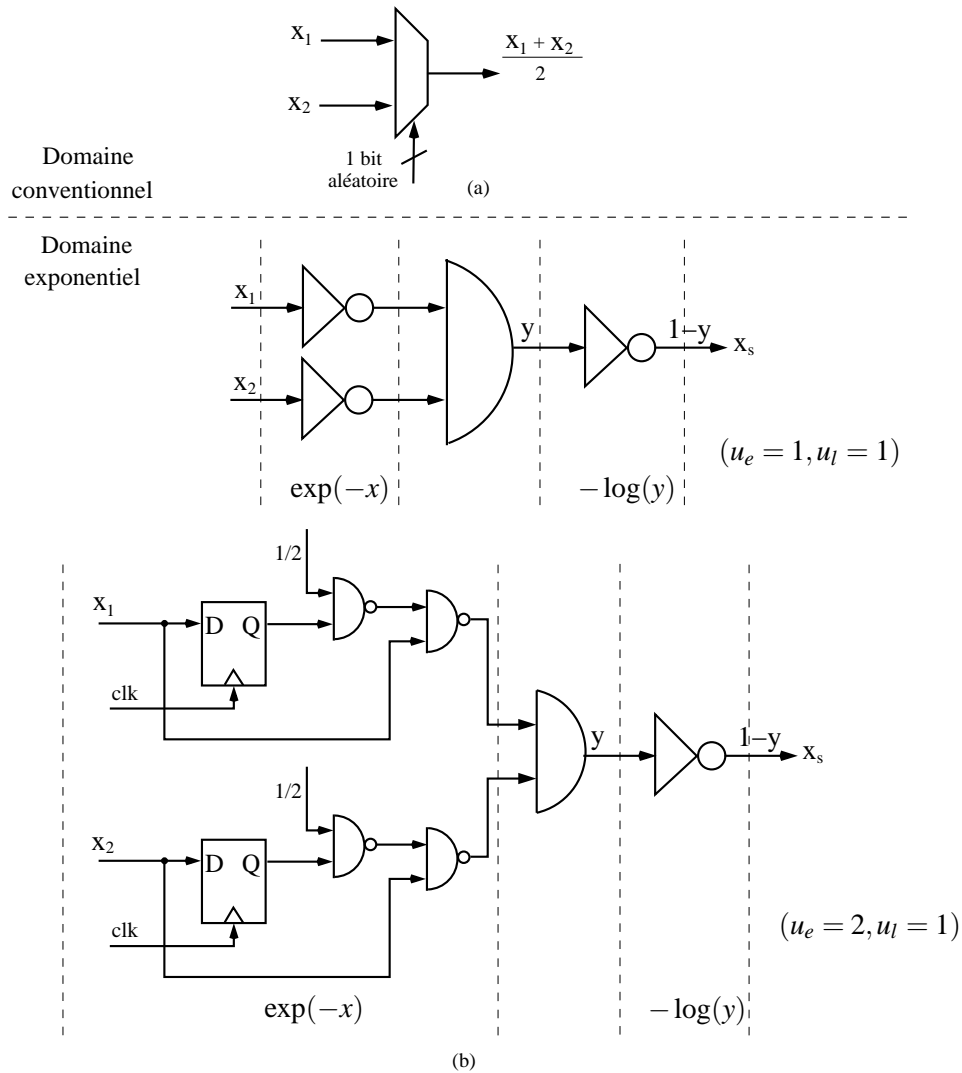 x1
x2
x1 + x2
2
1 bit
aléatoire
(a)
Domaine
conventionnel
Domaine
exponentiel
x1
x2
y
1−y
xs
(ue = 1, ul = 1)
exp(−x)
−log(y)
1/2
x1
D Q
clk
y
1−y
xs
1/2
x2
D Q
clk
(ue = 2, ul = 1)
exp(−x)
−log(y)
(b)